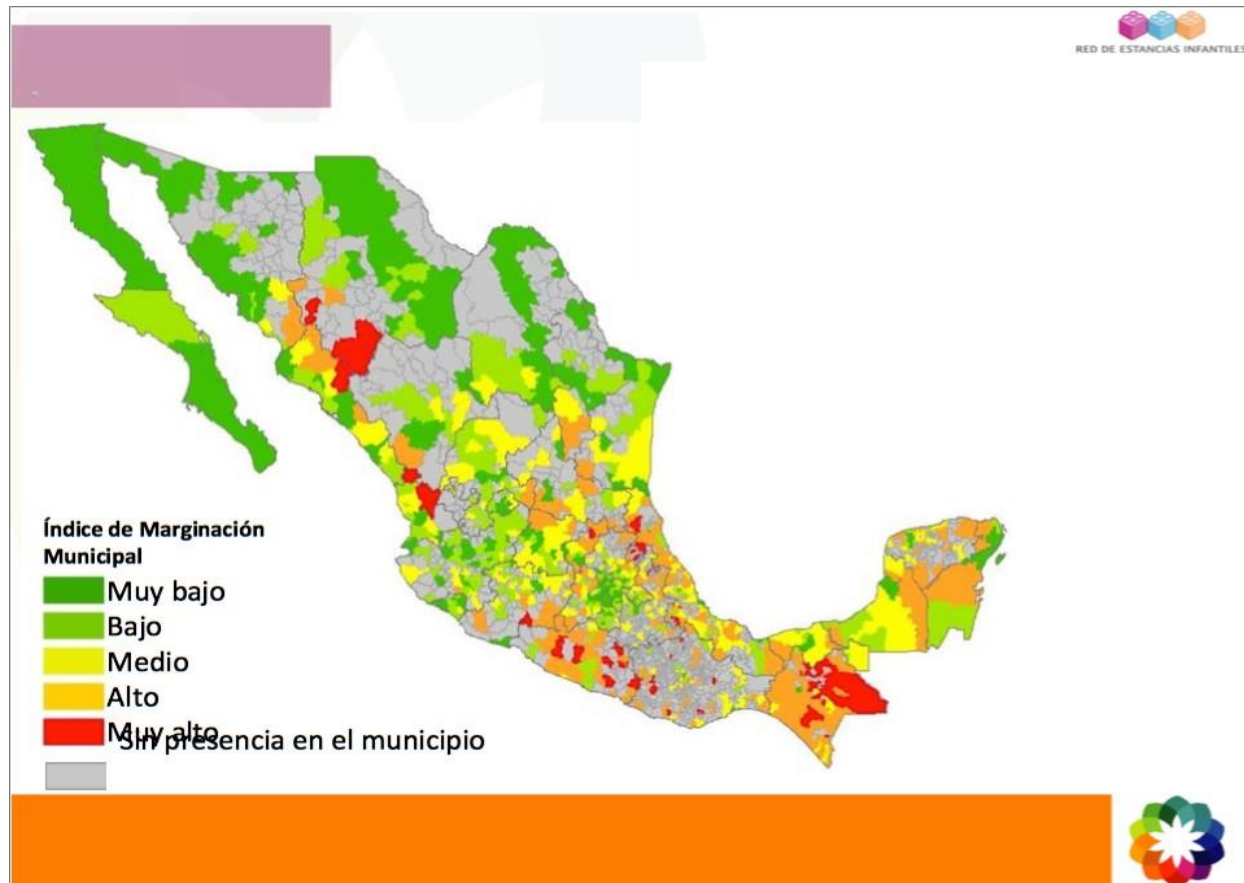 RED DE ESTANCIAS INFANTILES
Índice de Marginación
Municipal
Muy bajo
Bajo
Medio
Alto
Muy alto
Sin presencia en el municipio